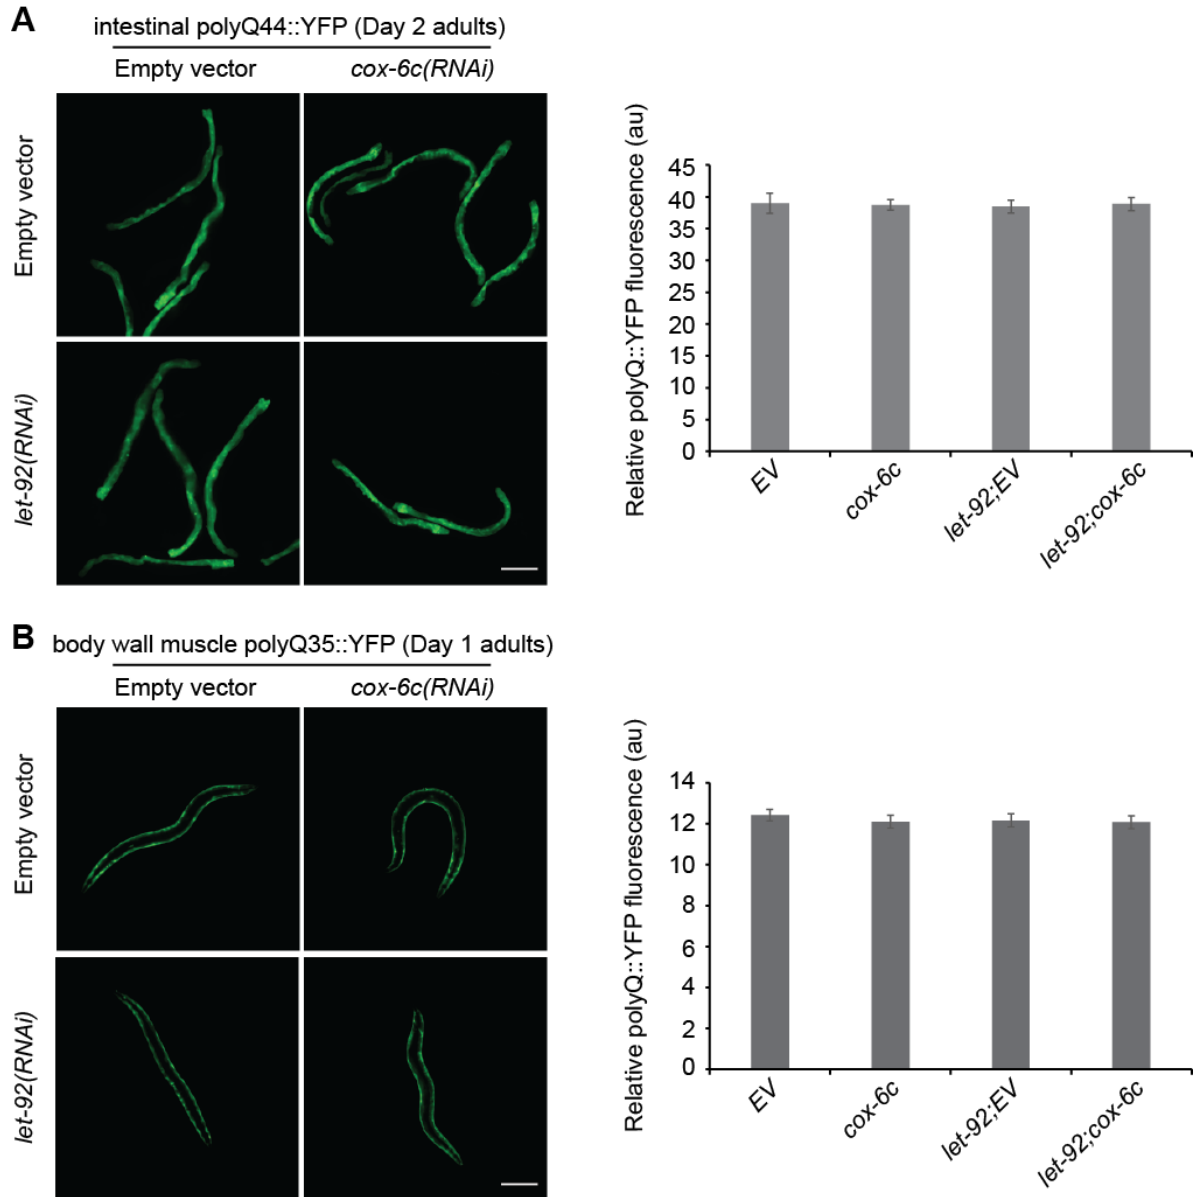 A
intestinal polyQ44::YFP (Day 2 adults)
Empty vector
cox-6c(RNAi)
Empty vector
let-92(RNAi)
Relative polyQ::YFP fluorescence (au)
45
40
35
30
25
20
15
10
5
0
EV
cox-6c
let-92;EV
let-92;cox-6c
B
body wall muscle polyQ35::YFP (Day 1 adults)
Empty vector
cox-6c(RNAi)
Empty vector
let-92(RNAi)
Relative polyQ::YFP fluorescence (au)
14
12
10
8
6
4
2
0
EV
cox-6c
let-92;EV
let-92;cox-6c